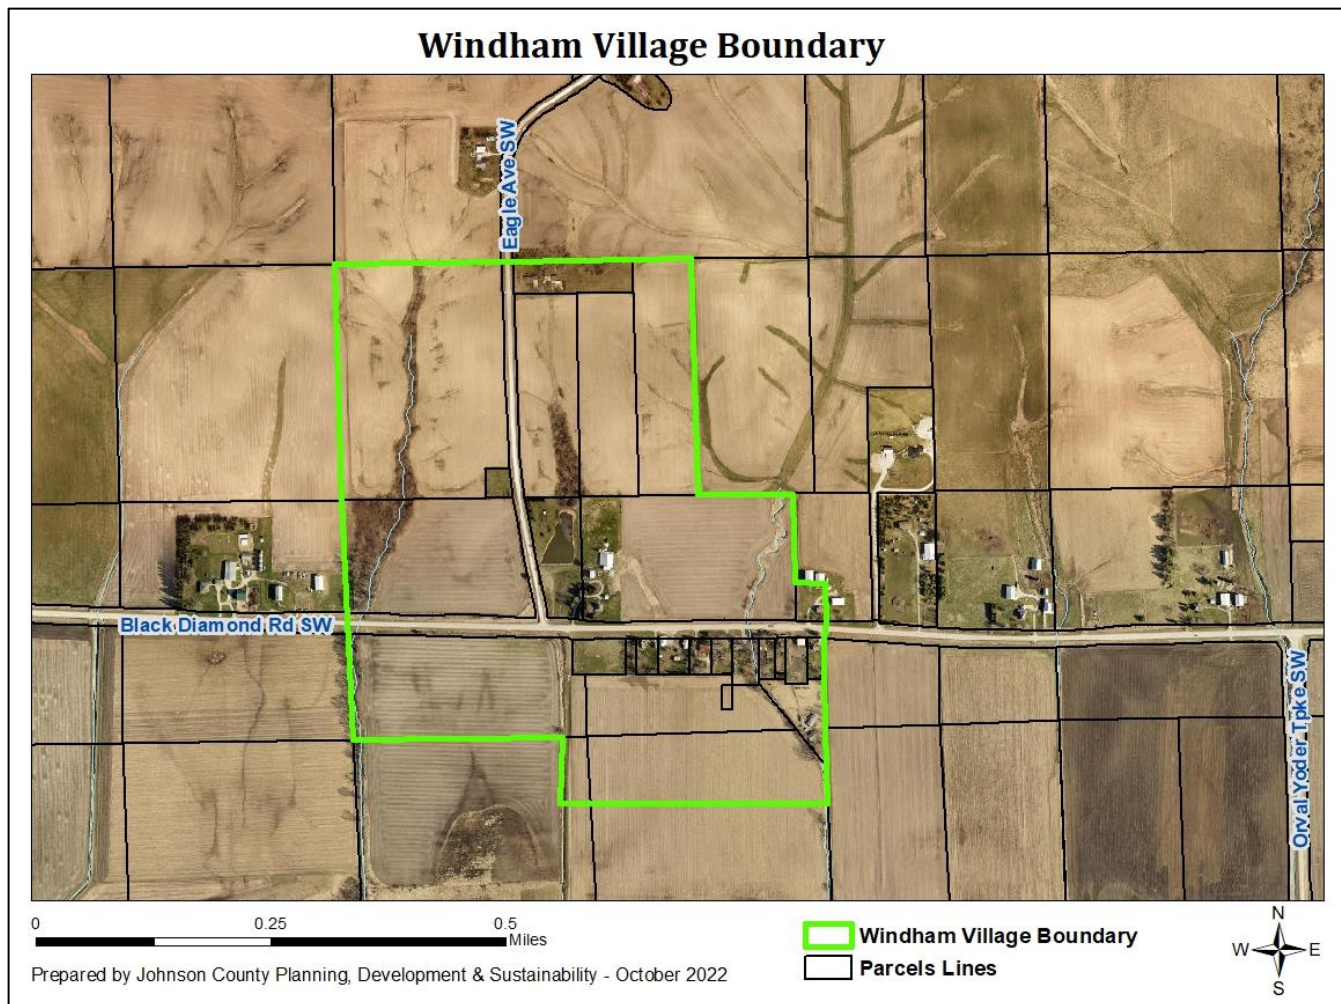 Windham Village Boundary
Eagle Ave SW
Black Diamond Rd SW
Orval Yoder Tpke SW
0 0.25 0.5
Miles
Windham Village Boundary
Parcels Lines
Prepared by Johnson County Planning, Development & Sustainability - October 2022
N
W E
S